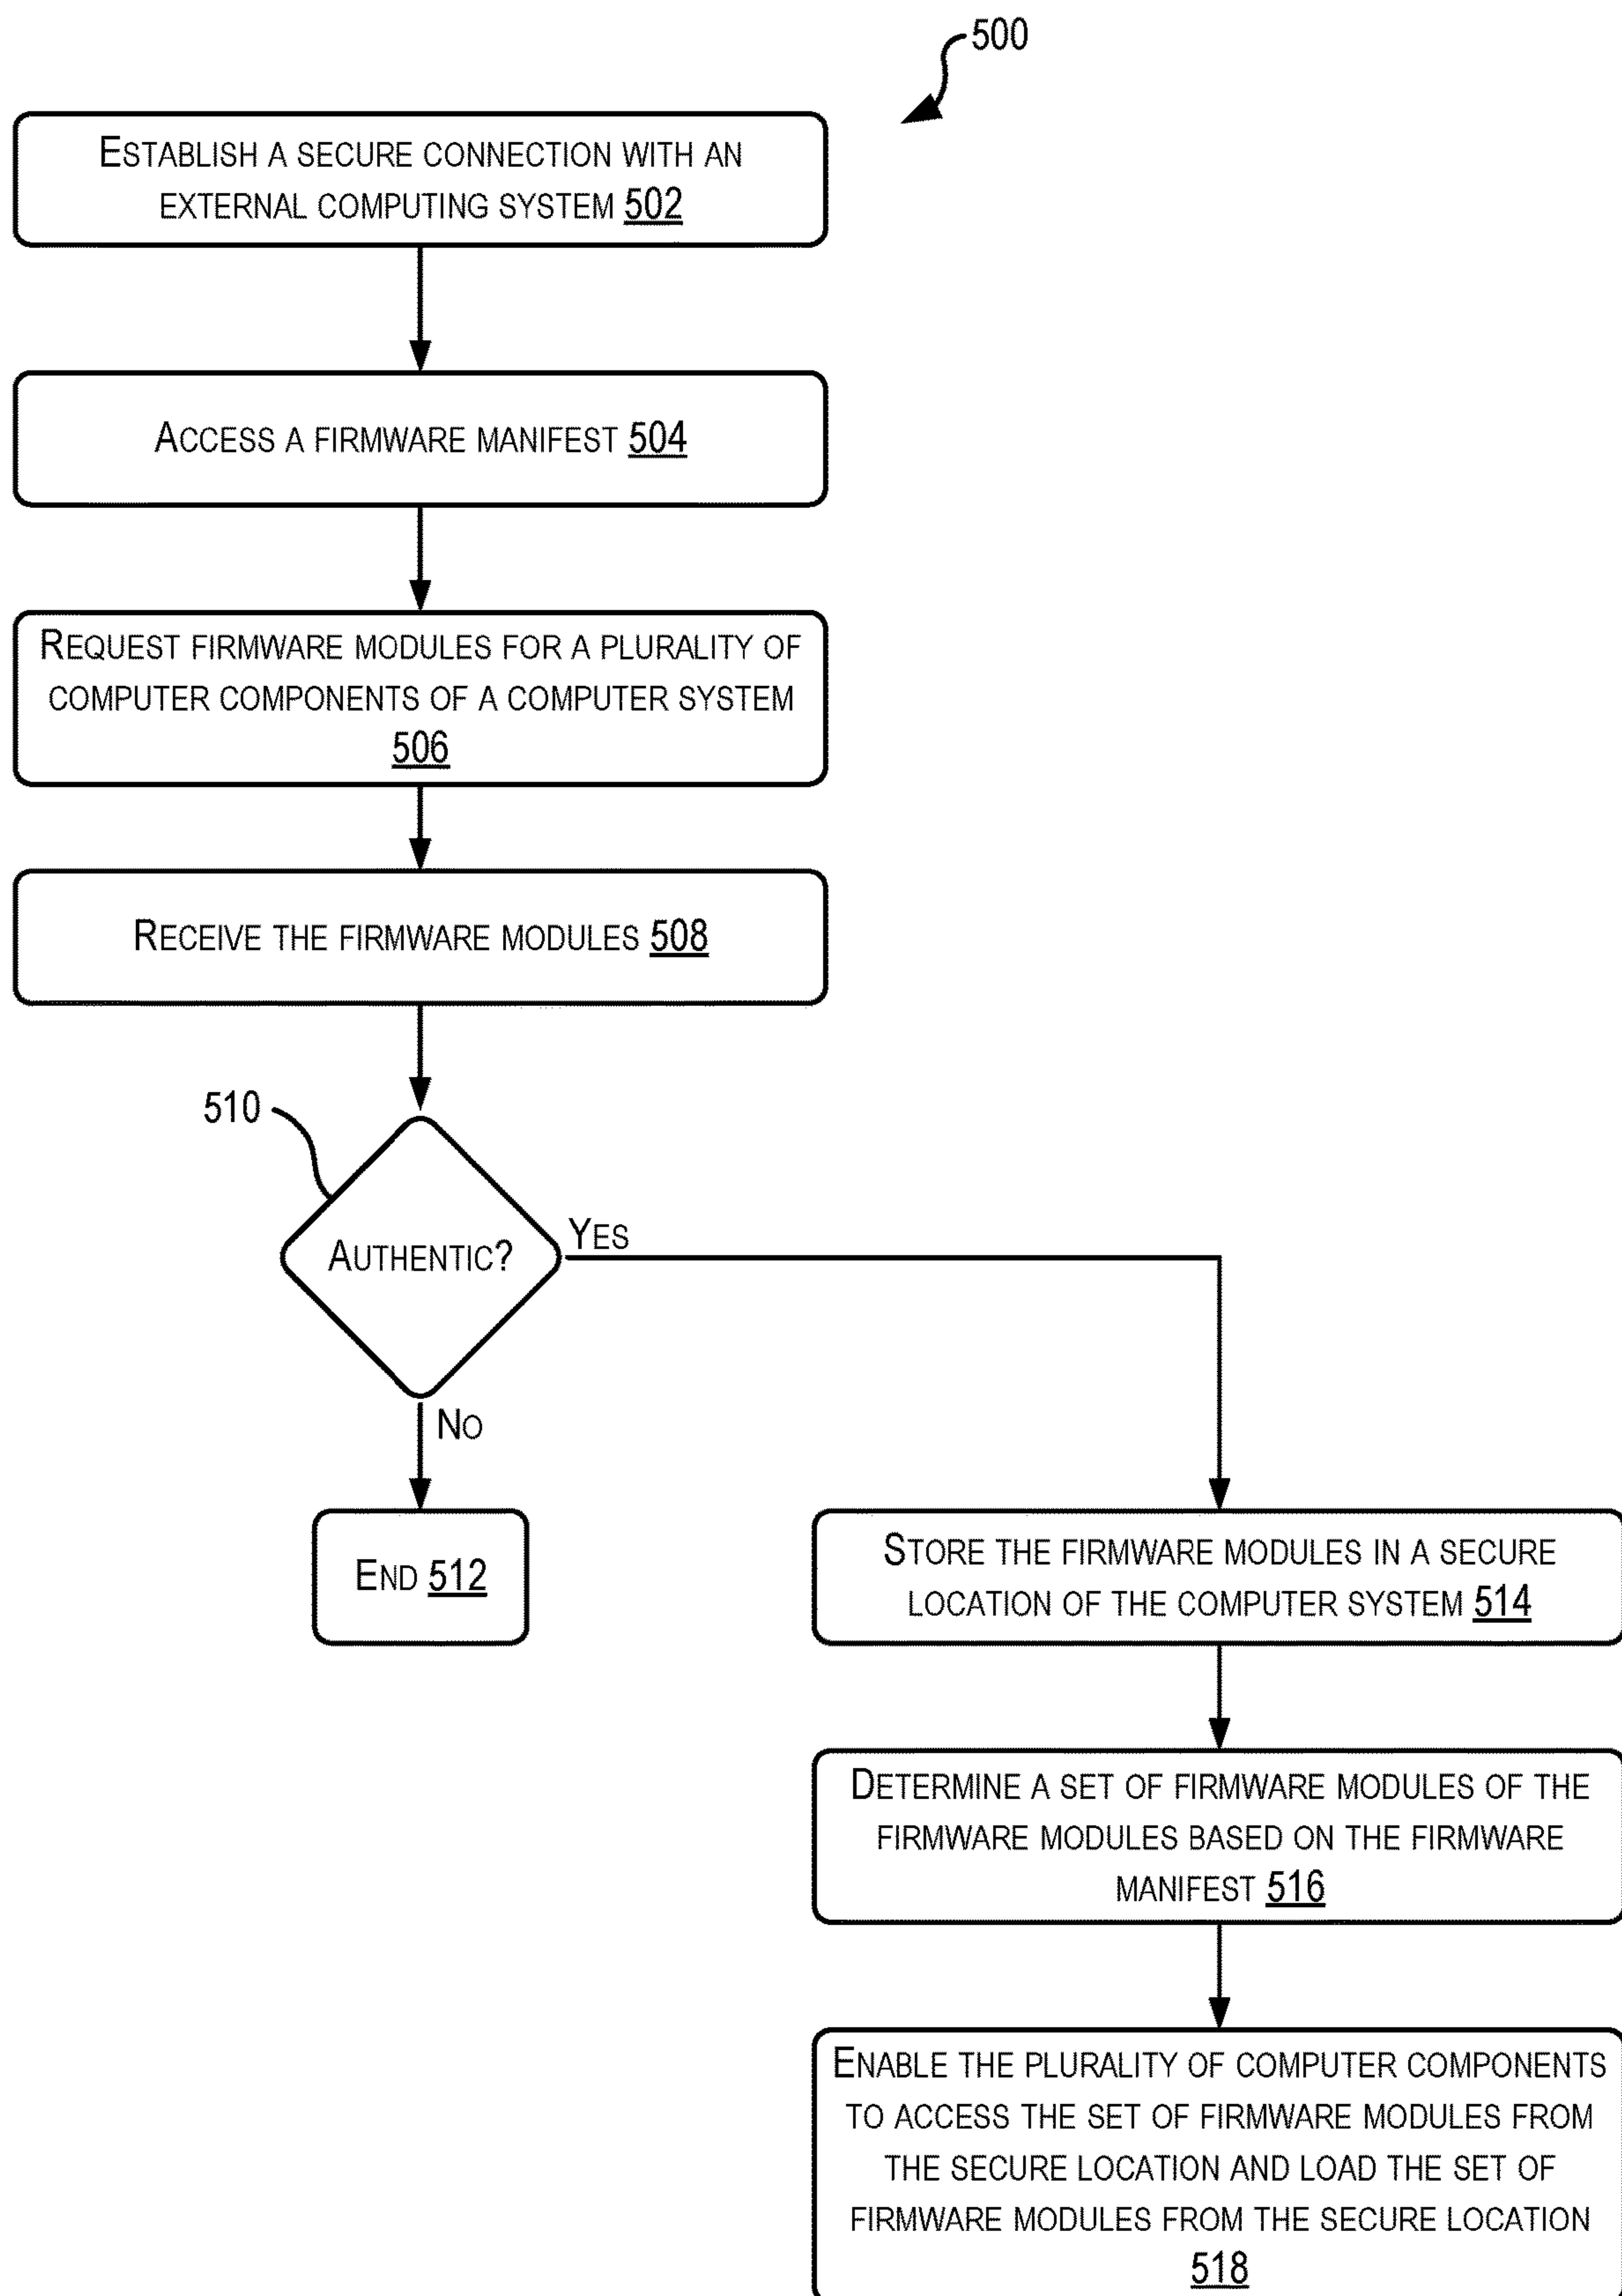 500
ESTABLISH A SECURE CONNECTION WITH AN
EXTERNAL COMPUTING SYSTEM 502
ACCESS A FIRMWARE MANIFEST 504
REQUEST FIRMWARE MODULES FOR A PLURALITY OF
COMPUTER COMPONENTS OF A COMPUTER SYSTEM
506
RECEIVE THE FIRMWARE MODULES 508
510
AUTHENTIC?
YES
NO
END 512
STORE THE FIRMWARE MODULES IN A SECURE
LOCATION OF THE COMPUTER SYSTEM 514
DETERMINE A SET OF FIRMWARE MODULES OF THE
FIRMWARE MODULES BASED ON THE FIRMWARE
MANIFEST 516
ENABLE THE PLURALITY OF COMPUTER COMPONENTS
TO ACCESS THE SET OF FIRMWARE MODULES FROM
THE SECURE LOCATION AND LOAD THE SET OF
FIRMWARE MODULES FROM THE SECURE LOCATION
518